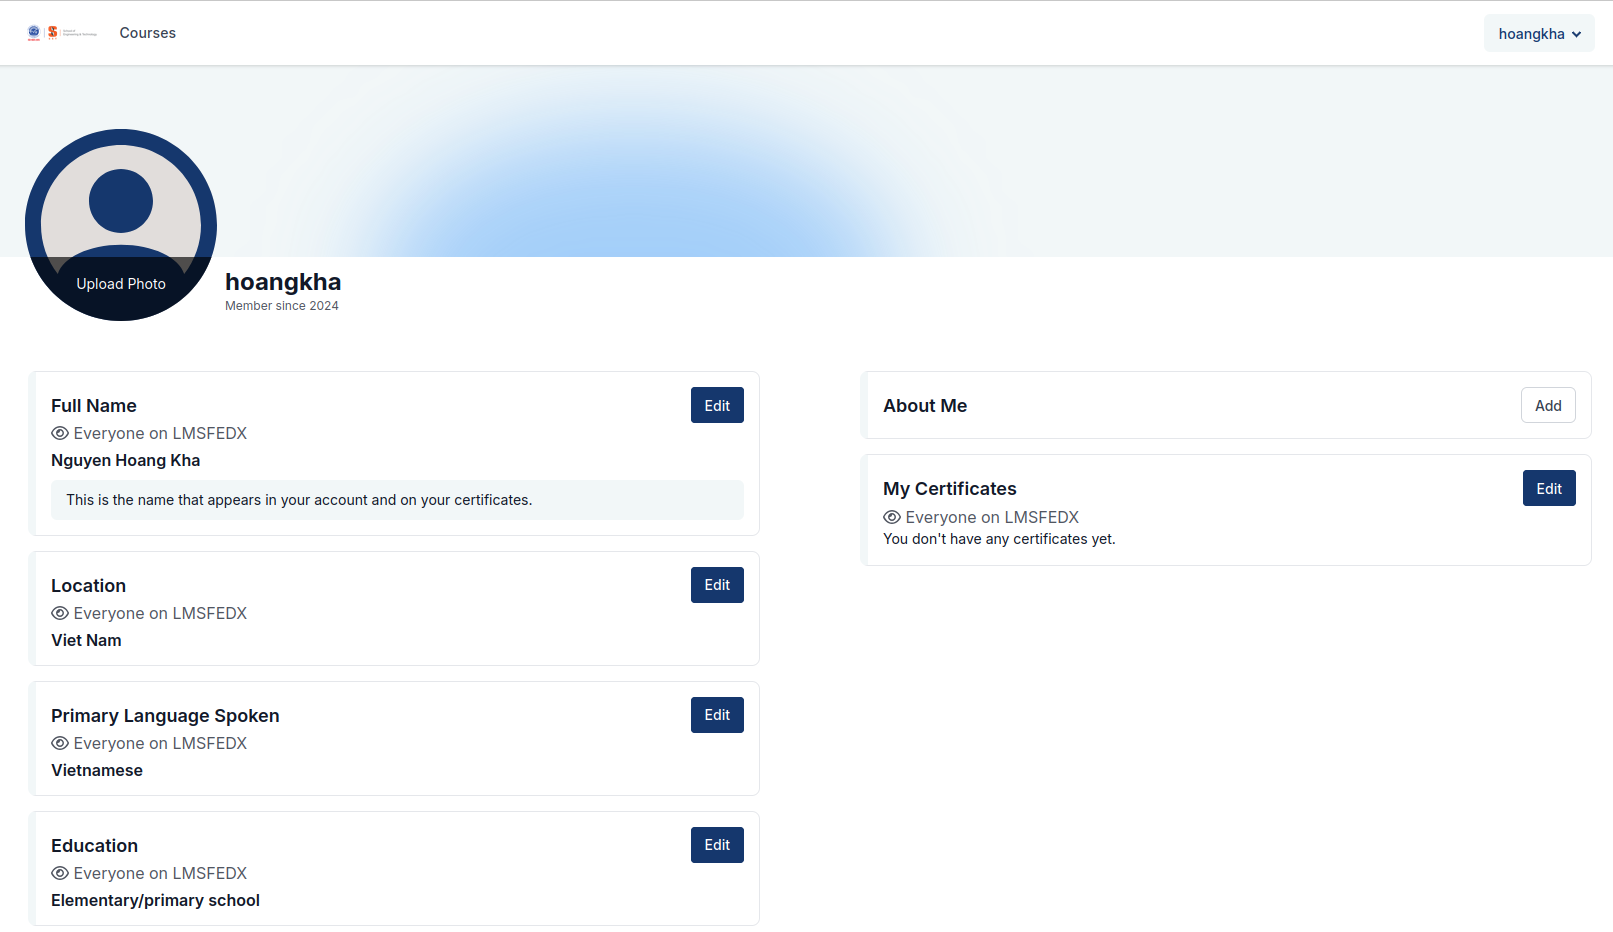 Courses
hoangkha
Upload Photo
hoangkha
Member since 2024
Full Name
Edit
Everyone on LMSFEDX
Nguyen Hoang Kha
This is the name that appears in your account and on your certificates.
Location
Edit
Everyone on LMSFEDX
Viet Nam
Primary Language Spoken
Edit
Everyone on LMSFEDX
Vietnamese
Education
Edit
Everyone on LMSFEDX
Elementary/primary school
About Me
Add
My Certificates
Edit
Everyone on LMSFEDX
You don't have any certificates yet.